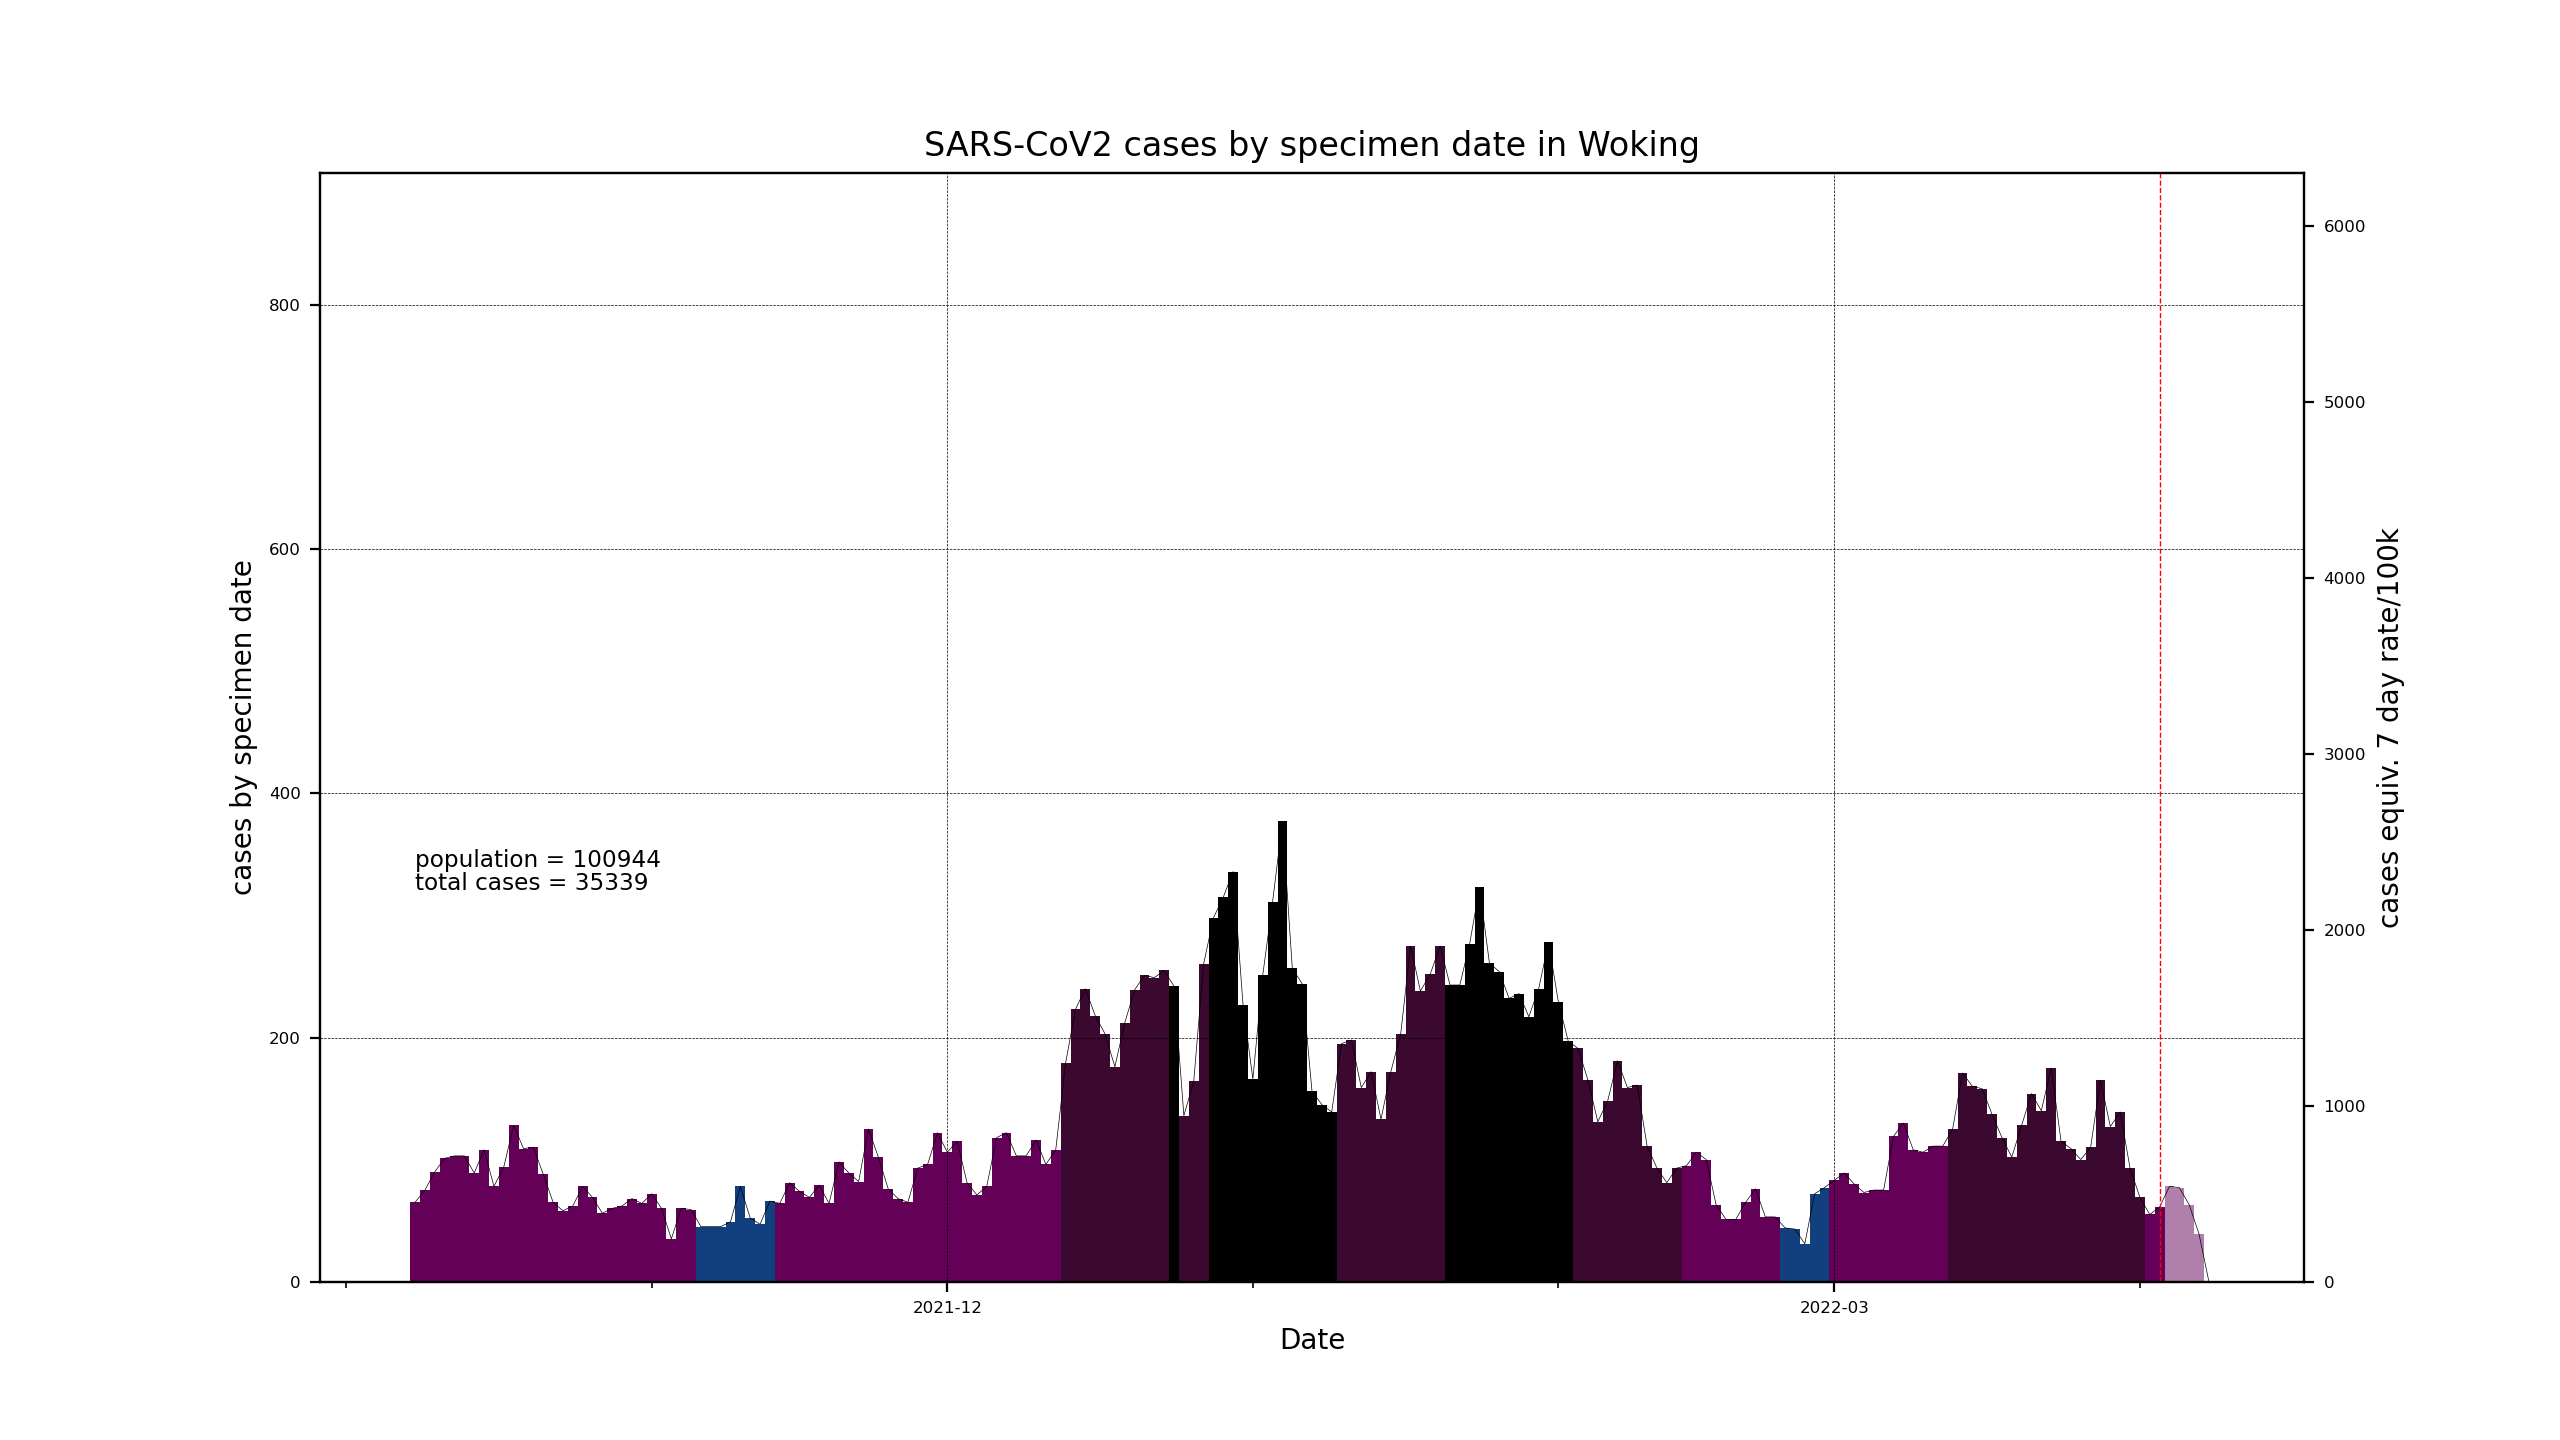 SARS-CoV2 cases by specimen date in Woking
cases by specimen date
800
600
400
200
0
population = 100944
total cases = 35339
6000
5000
4000
3000
2000
1000
0
cases equiv. 7 day rate/100k
2021-12
2022-03
Date